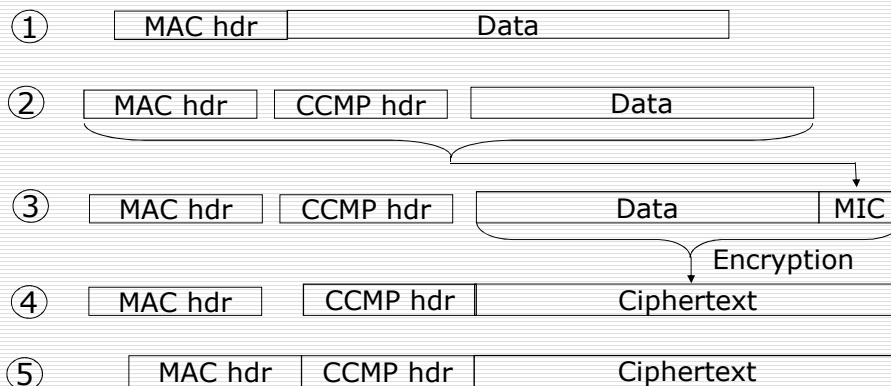 ① MAC hdr Data
② MAC hdr CCMP hdr Data
③ MAC hdr CCMP hdr Data MIC
Encryption
④ MAC hdr CCMP hdr Ciphertext
⑤ MAC hdr CCMP hdr Ciphertext